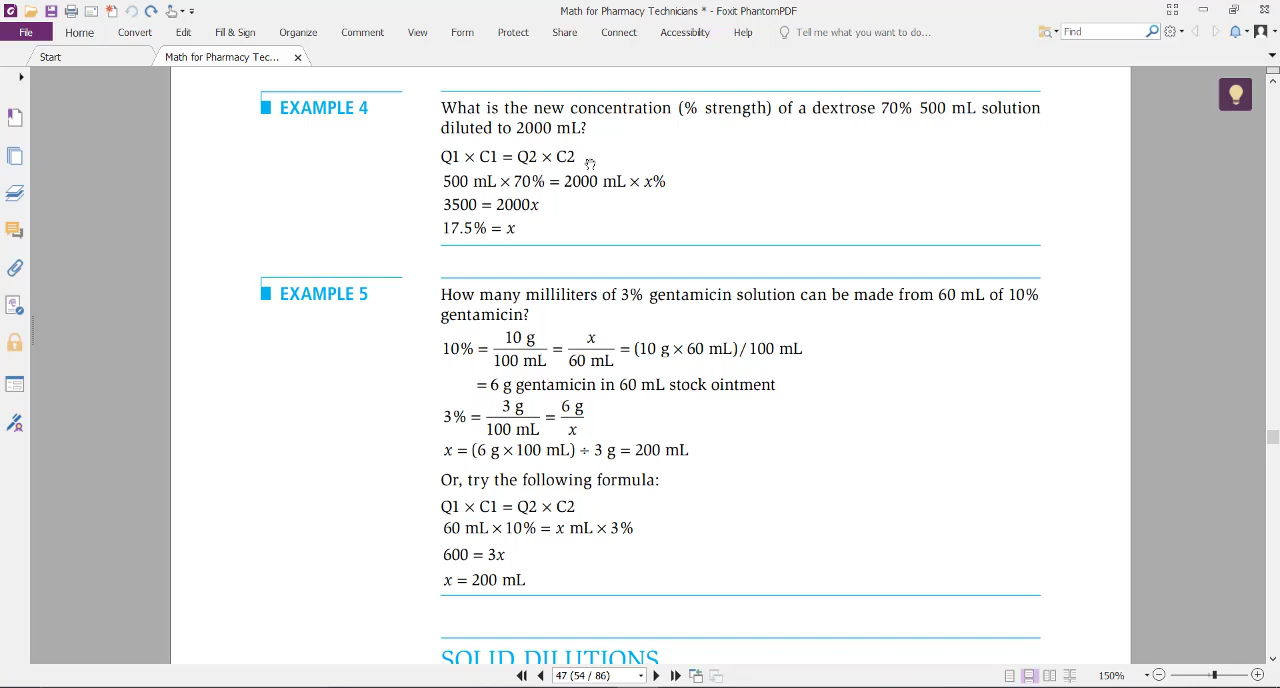 Math for Pharmacy Technicians * - Foxit PhantomPDF
File Home Convert Edit Fill & Sign Organize Comment View Form Protect Share Connect Accessibility Help Tell me what you want to do... Find
Start Math for Pharmacy Tec...
EXAMPLE 4
What is the new concentration (% strength) of a dextrose 70% 500 mL solution
diluted to 2000 mL?
Q1 × C1 = Q2 × C2
500 mL × 70% = 2000 mL × x%
3500 = 2000x
17.5% = x
EXAMPLE 5
How many milliliters of 3% gentamicin solution can be made from 60 mL of 10%
gentamicin?
10% = 10 g / 100 mL = x / 60 mL = (10 g × 60 mL)/100 mL
= 6 g gentamicin in 60 mL stock ointment
3% = 3 g / 100 mL = 6 g / x
x = (6 g × 100 mL) ÷ 3 g = 200 mL
Or, try the following formula:
Q1 × C1 = Q2 × C2
60 mL × 10% = x mL × 3%
600 = 3x
x = 200 mL
SOLID DILUTIONS
47 (54 / 86) 150%